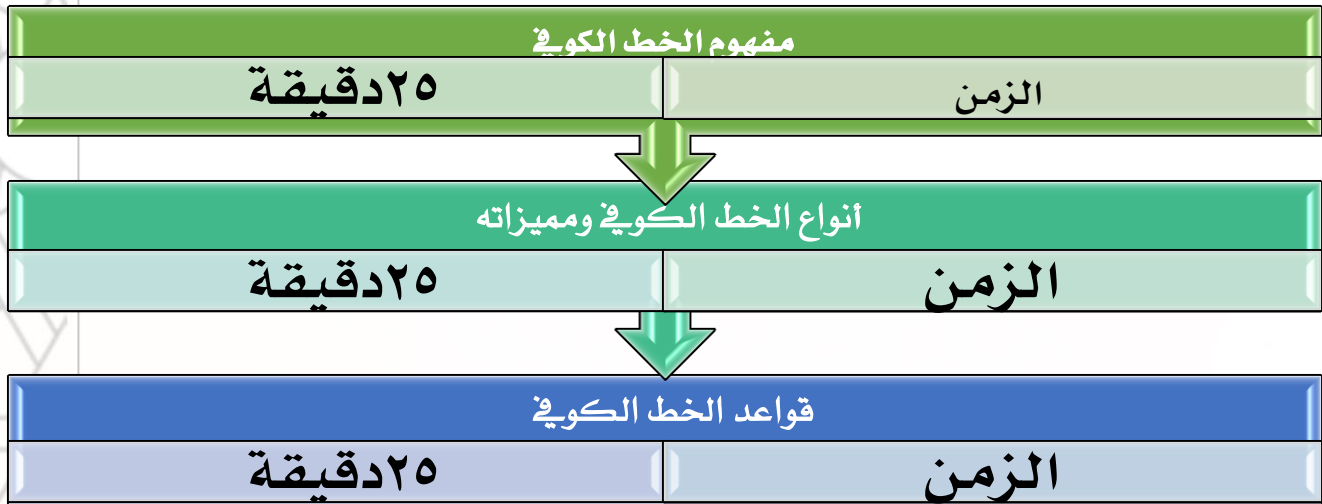 مفهوم الخط الكوفي
الزمن ٢٥دقيقة
أنواع الخط الكوفي ومميزاته
الزمن ٢٥دقيقة
قواعد الخط الكوفي
الزمن ٢٥دقيقة